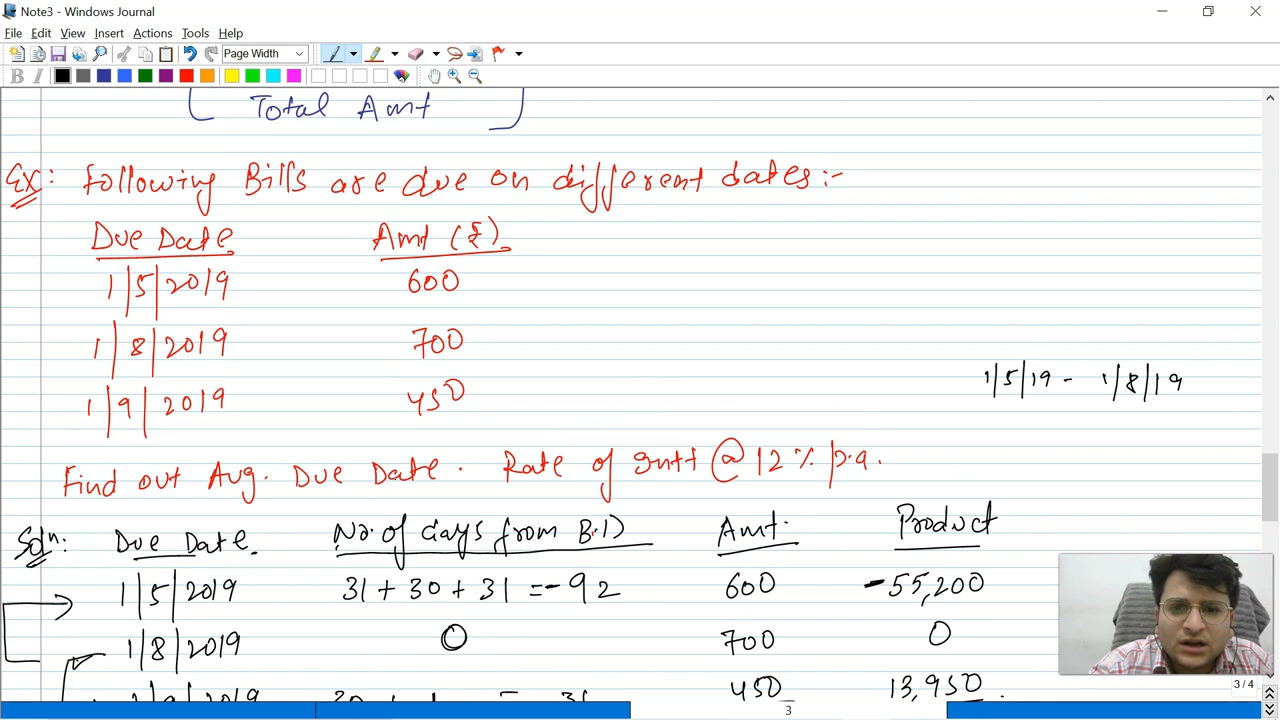 Note3 - Windows Journal
File Edit View Insert Actions Tools Help
Page Width
B I
Total Amt
Ex: Following Bills are due on different dates:-
Due Date Amt (₹)
1/5/2019 600
1/8/2019 700
1/9/2019 450
1/5/19 - 1/8/19
Find out Avg. Due Date. Rate of Intt @ 12% p.a.
Soln: Due Date No. of days from B.D Amt. Product
1/5/2019 31 + 30 + 31 = -92 600 -55,200
1/8/2019 0 700 0
1/9/2019 = 31 450 13,950
3/4
3